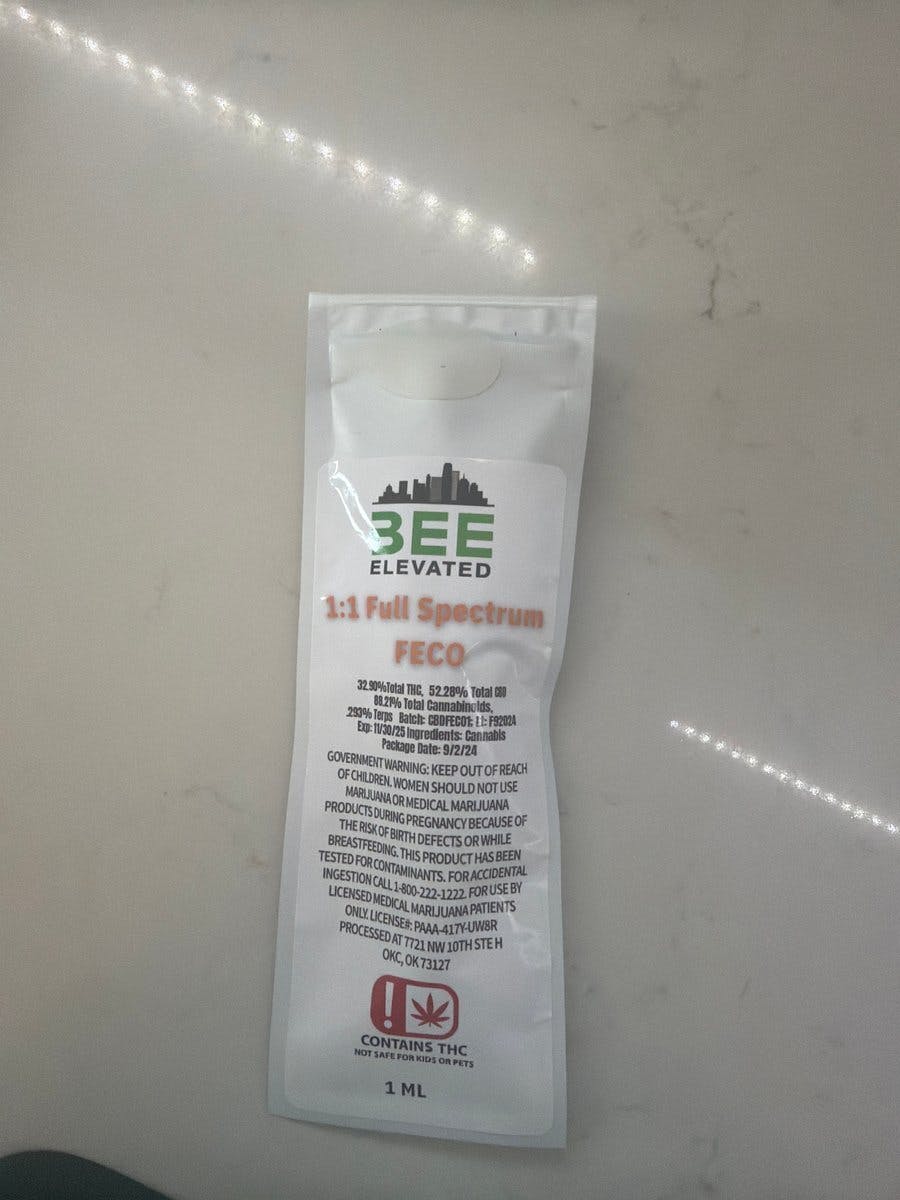 BEE
ELEVATED
1:1 Full Spectrum
FECO
32.90%Total THC, 52.28% Total CBD
88.21% Total Cannabinoids,
.293% Terps Batch: CBDFECO1; El: F92024
Exp: 11/30/25 Ingredients: Cannabis
Package Date: 9/2/24
GOVERNMENT WARNING: KEEP OUT OF REACH
OF CHILDREN. WOMEN SHOULD NOT USE
MARIJUANA OR MEDICAL MARIJUANA
PRODUCTS DURING PREGNANCY BECAUSE OF
THE RISK OF BIRTH DEFECTS OR WHILE
BREASTFEEDING. THIS PRODUCT HAS BEEN
TESTED FOR CONTAMINANTS. FOR ACCIDENTAL
INGESTION CALL 1-800-222-1222. FOR USE BY
LICENSED MEDICAL MARIJUANA PATIENTS
ONLY. LICENSE#: PAAA-417Y-UW8R
PROCESSED AT 7721 NW 10TH STE H
OKC, OK 73127
!
CONTAINS THC
NOT SAFE FOR KIDS OR PETS
1 ML